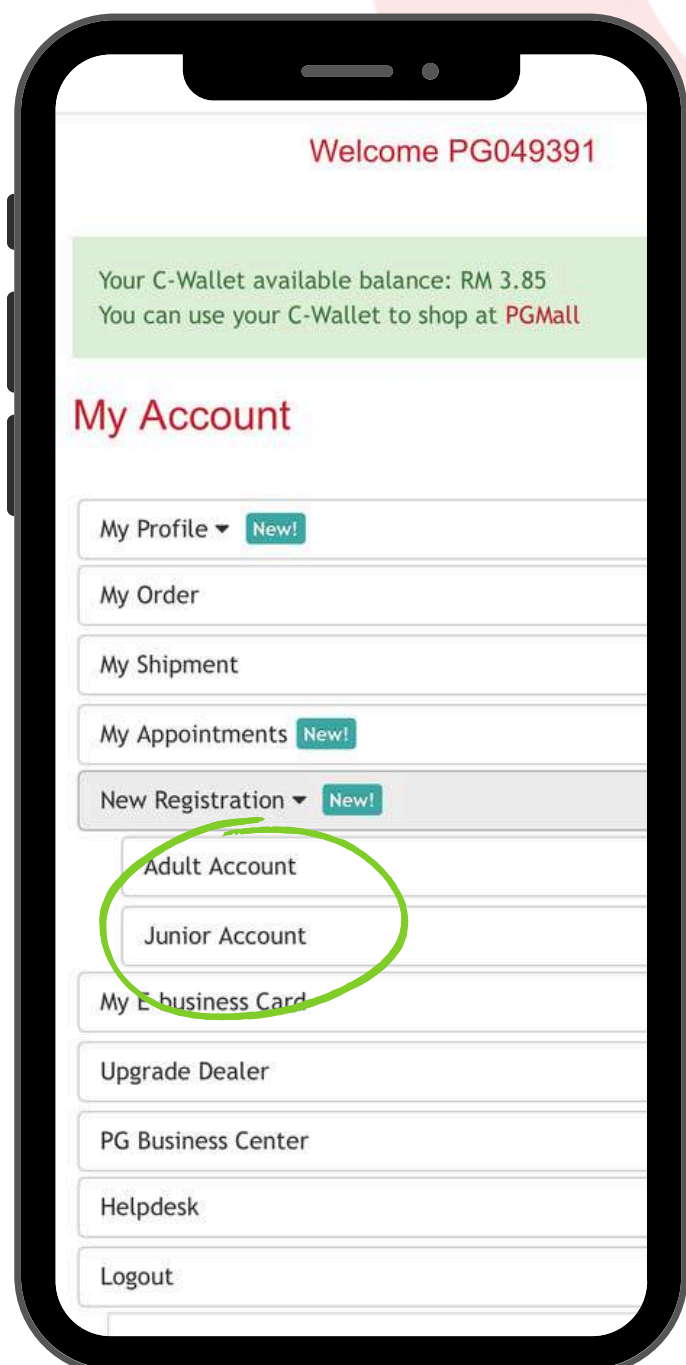 Welcome PG049391
Your C-Wallet available balance: RM 3.85
You can use your C-Wallet to shop at PGMall
My Account
My Profile New!
My Order
My Shipment
My Appointments New!
New Registration New!
Adult Account
Junior Account
My E-business Card
Upgrade Dealer
PG Business Center
Helpdesk
Logout